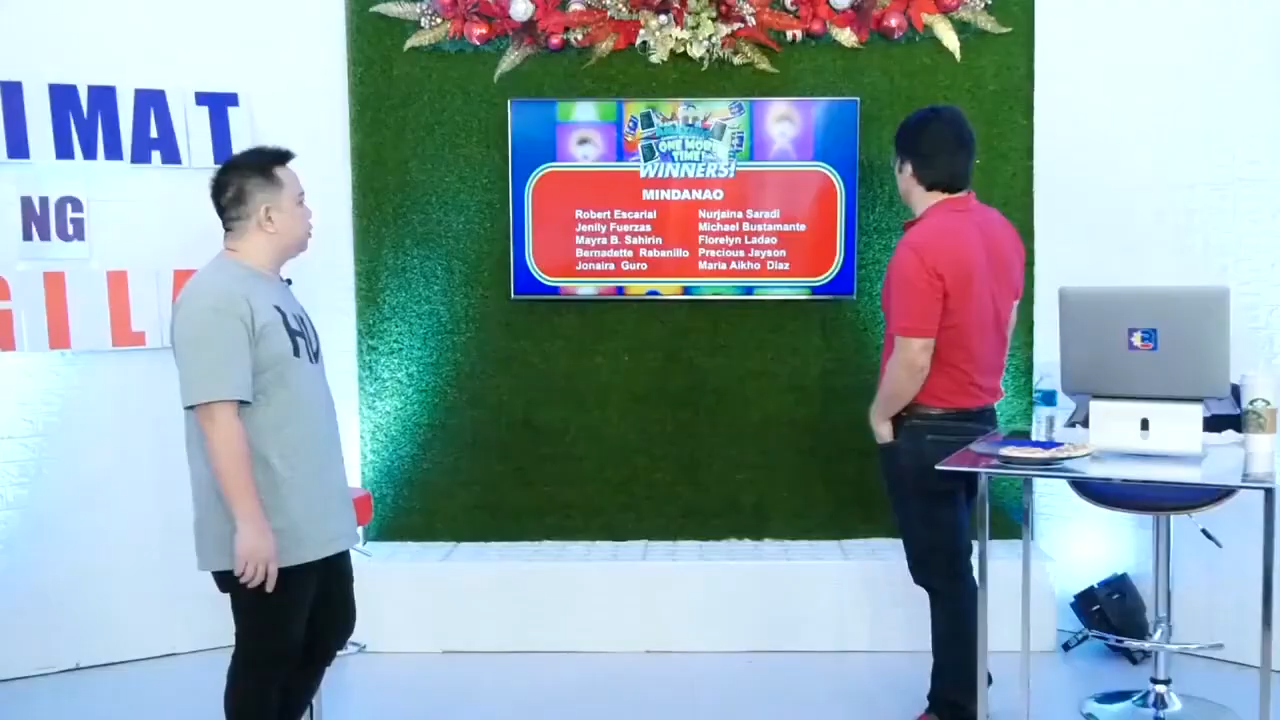 IMAT
NG
GIL
ONE MORE
TIME!
WINNERS!
MINDANAO
Robert Escarial Nurjaina Saradi
Jenily Fuerzas Michael Bustamante
Mayra B. Sahirin Florelyn Ladao
Bernadette Rabanillo Precious Jayson
Jonaira Guro Maria Aikho Diaz
HU